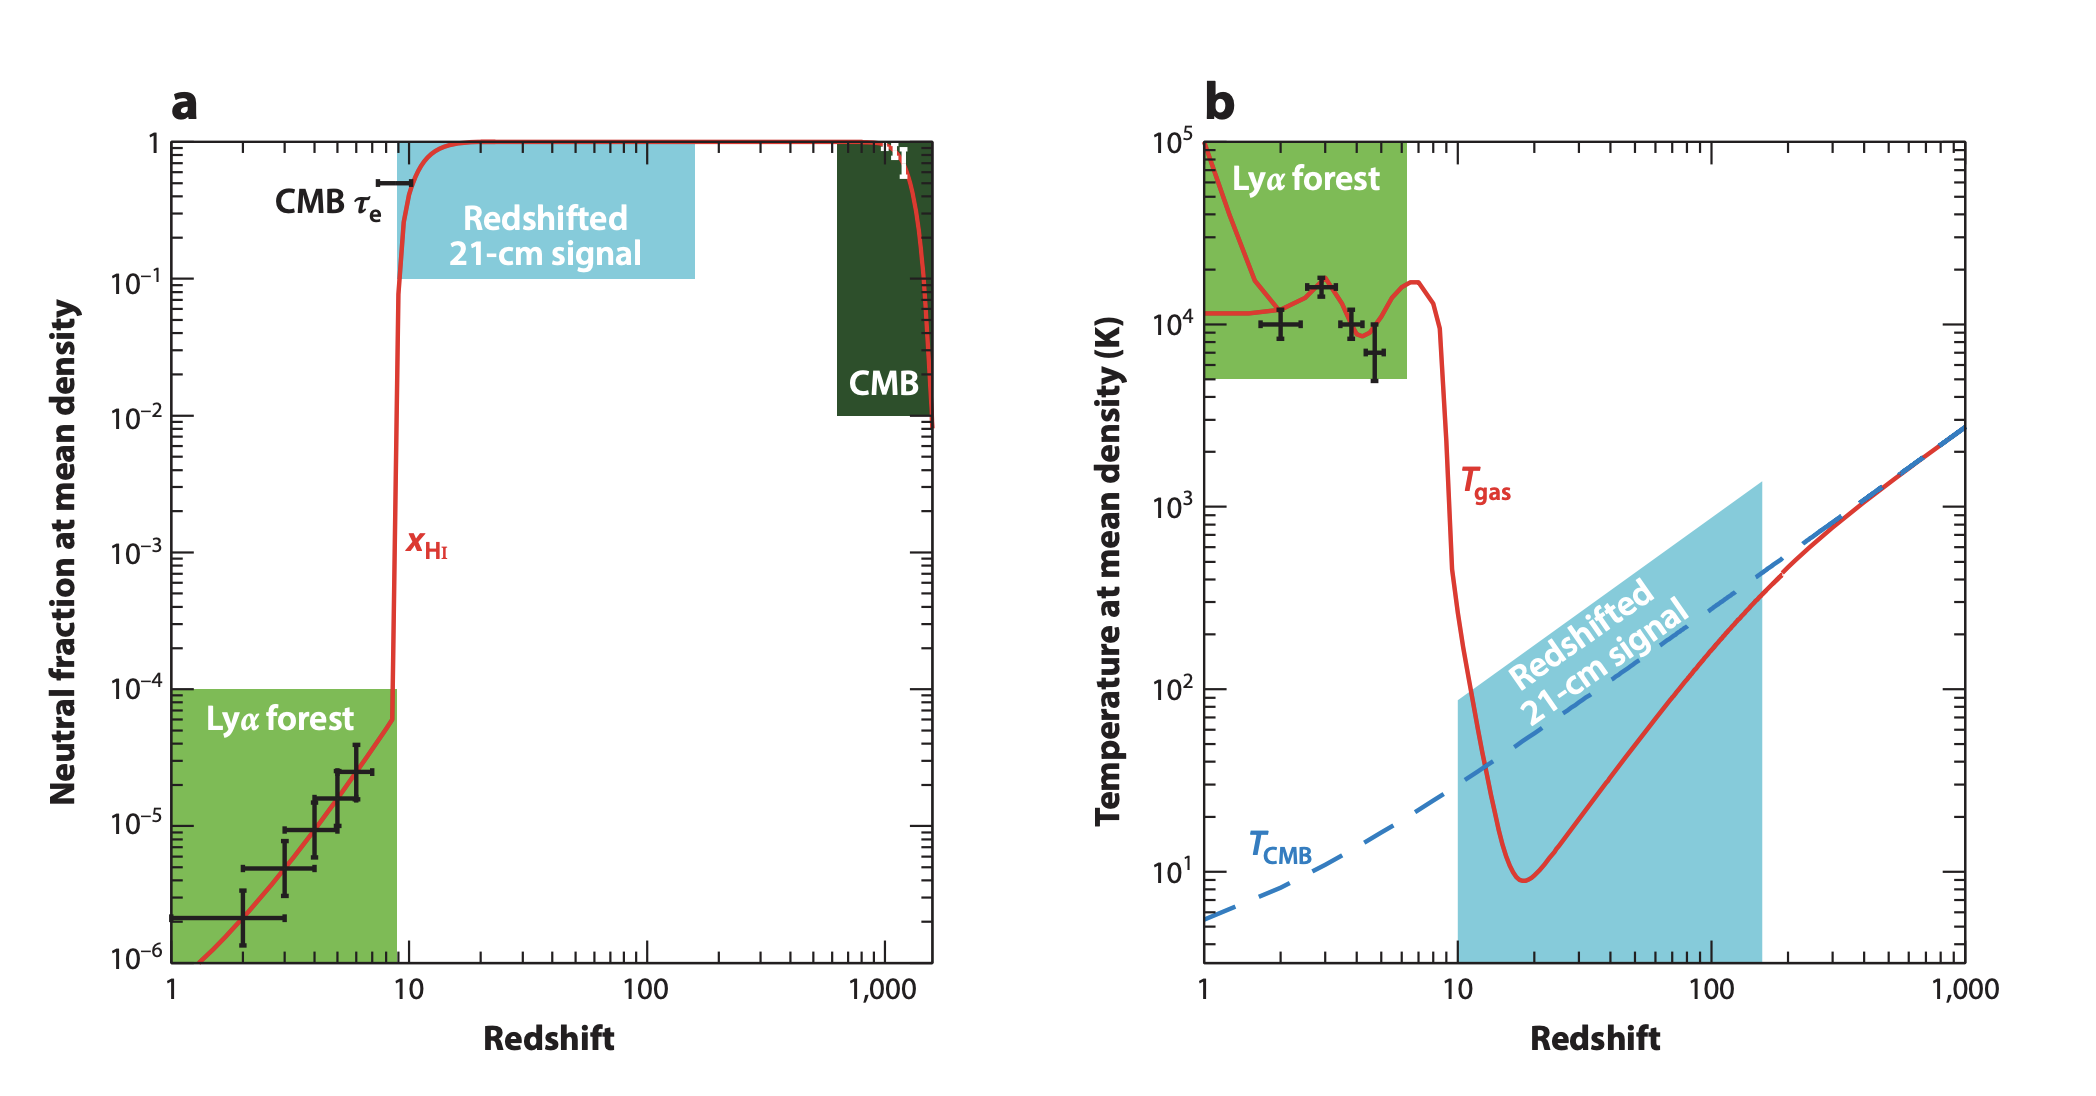 a
1
10⁻¹
10⁻²
10⁻³
10⁻⁴
10⁻⁵
10⁻⁶
Neutral fraction at mean density
CMB τₑ
Redshifted
21-cm signal
CMB
xHI
Lyα forest
1
10
100
1,000
Redshift
b
10⁵
10⁴
10³
10²
10¹
Temperature at mean density (K)
Lyα forest
Tgas
Redshifted
21-cm signal
TCMB
1
10
100
1,000
Redshift